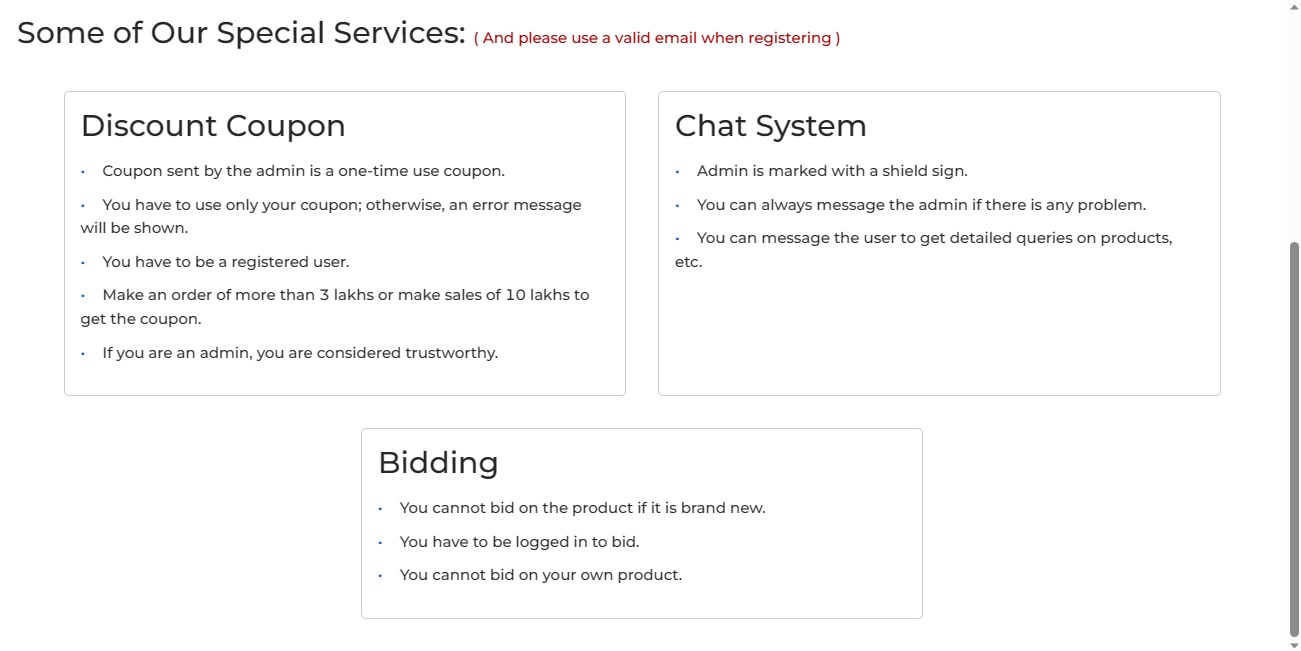 Some of Our Special Services: ( And please use a valid email when registering )
Discount Coupon
· Coupon sent by the admin is a one-time use coupon.
· You have to use only your coupon; otherwise, an error message
will be shown.
· You have to be a registered user.
· Make an order of more than 3 lakhs or make sales of 10 lakhs to
get the coupon.
· If you are an admin, you are considered trustworthy.
Chat System
· Admin is marked with a shield sign.
· You can always message the admin if there is any problem.
· You can message the user to get detailed queries on products,
etc.
Bidding
· You cannot bid on the product if it is brand new.
· You have to be logged in to bid.
· You cannot bid on your own product.